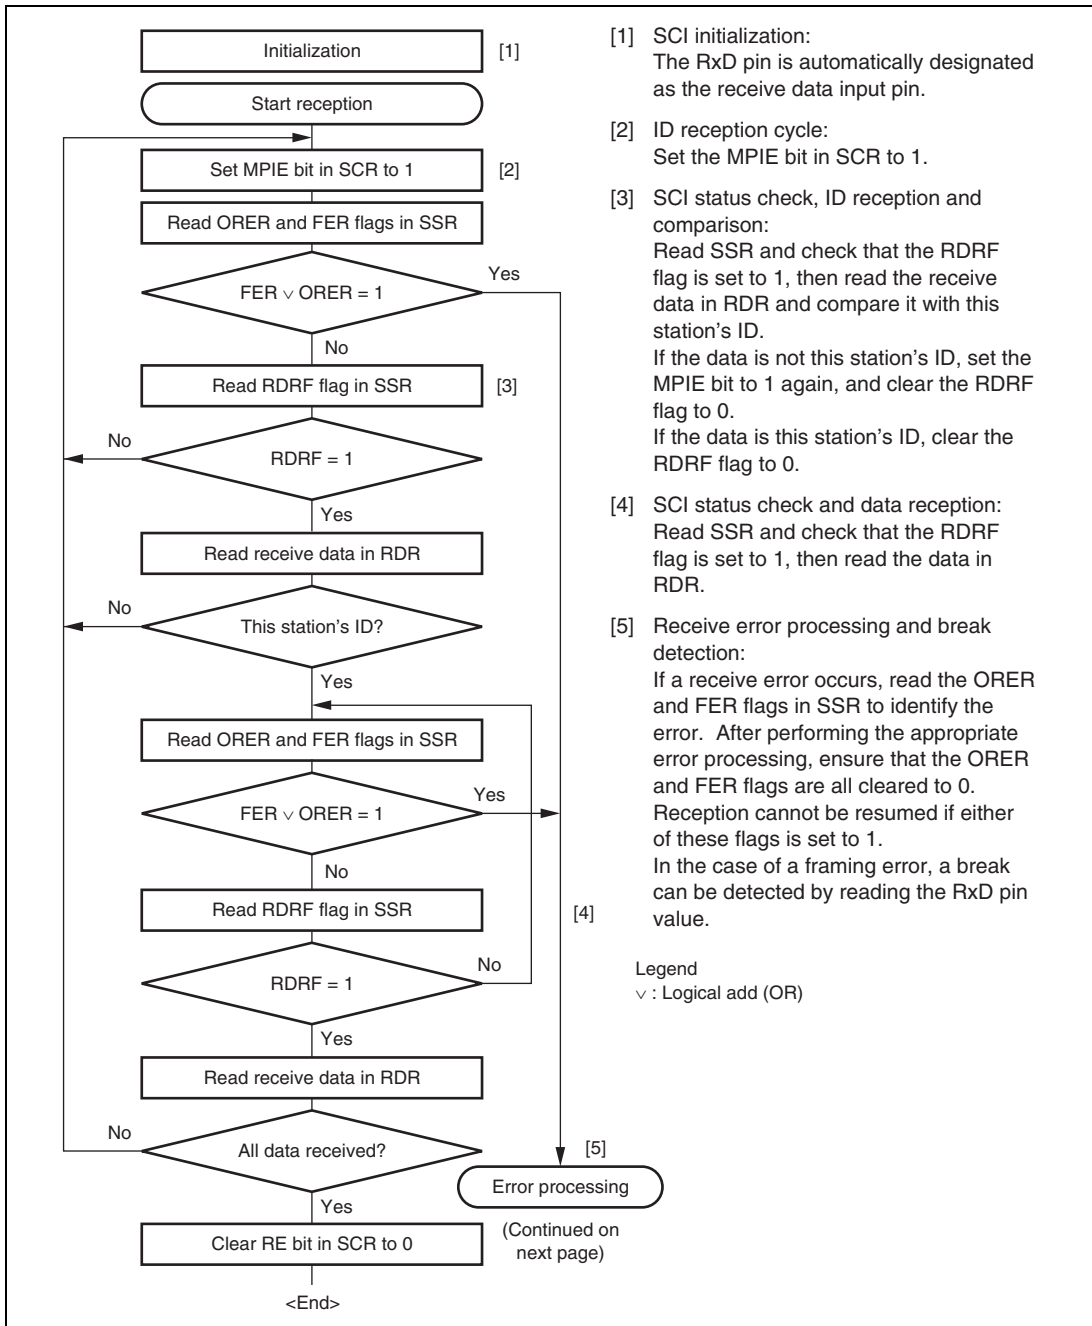 Initialization
[1]
Start reception
Set MPIE bit in SCR to 1
[2]
Read ORER and FER flags in SSR
FER ∨ ORER = 1
Yes
No
Read RDRF flag in SSR
[3]
No
RDRF = 1
Yes
Read receive data in RDR
No
This station's ID?
Yes
Read ORER and FER flags in SSR
FER ∨ ORER = 1
Yes
No
Read RDRF flag in SSR
[4]
RDRF = 1
No
Yes
Read receive data in RDR
No
All data received?
[5]
Error processing
(Continued on
next page)
Yes
Clear RE bit in SCR to 0
<End>
[1] SCI initialization:
The RxD pin is automatically designated
as the receive data input pin.
[2] ID reception cycle:
Set the MPIE bit in SCR to 1.
[3] SCI status check, ID reception and
comparison:
Read SSR and check that the RDRF
flag is set to 1, then read the receive
data in RDR and compare it with this
station's ID.
If the data is not this station's ID, set the
MPIE bit to 1 again, and clear the RDRF
flag to 0.
If the data is this station's ID, clear the
RDRF flag to 0.
[4] SCI status check and data reception:
Read SSR and check that the RDRF
flag is set to 1, then read the data in
RDR.
[5] Receive error processing and break
detection:
If a receive error occurs, read the ORER
and FER flags in SSR to identify the
error. After performing the appropriate
error processing, ensure that the ORER
and FER flags are all cleared to 0.
Reception cannot be resumed if either
of these flags is set to 1.
In the case of a framing error, a break
can be detected by reading the RxD pin
value.
Legend
∨ : Logical add (OR)